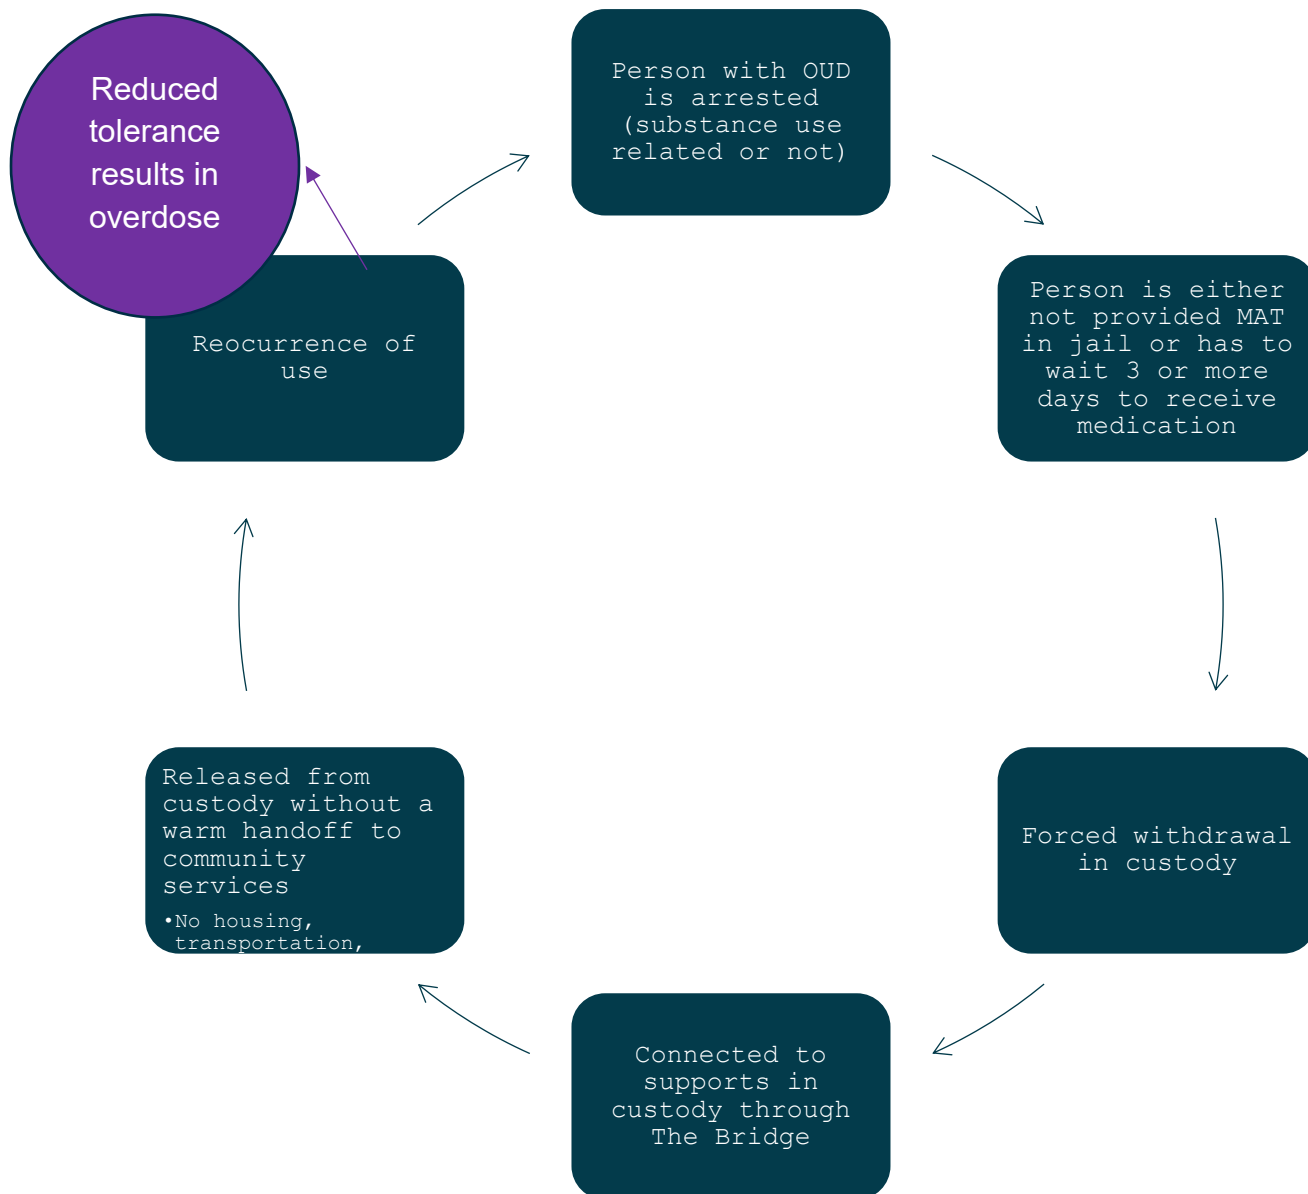 Reduced
tolerance
results in
overdose
Person with OUD
is arrested
(substance use
related or not)
Person is either
not provided MAT
in jail or has to
wait 3 or more
days to receive
medication
Forced withdrawal
in custody
Connected to
supports in
custody through
The Bridge
Released from
custody without a
warm handoff to
community
services
•No housing,
transportation,
Reocurrence of
use